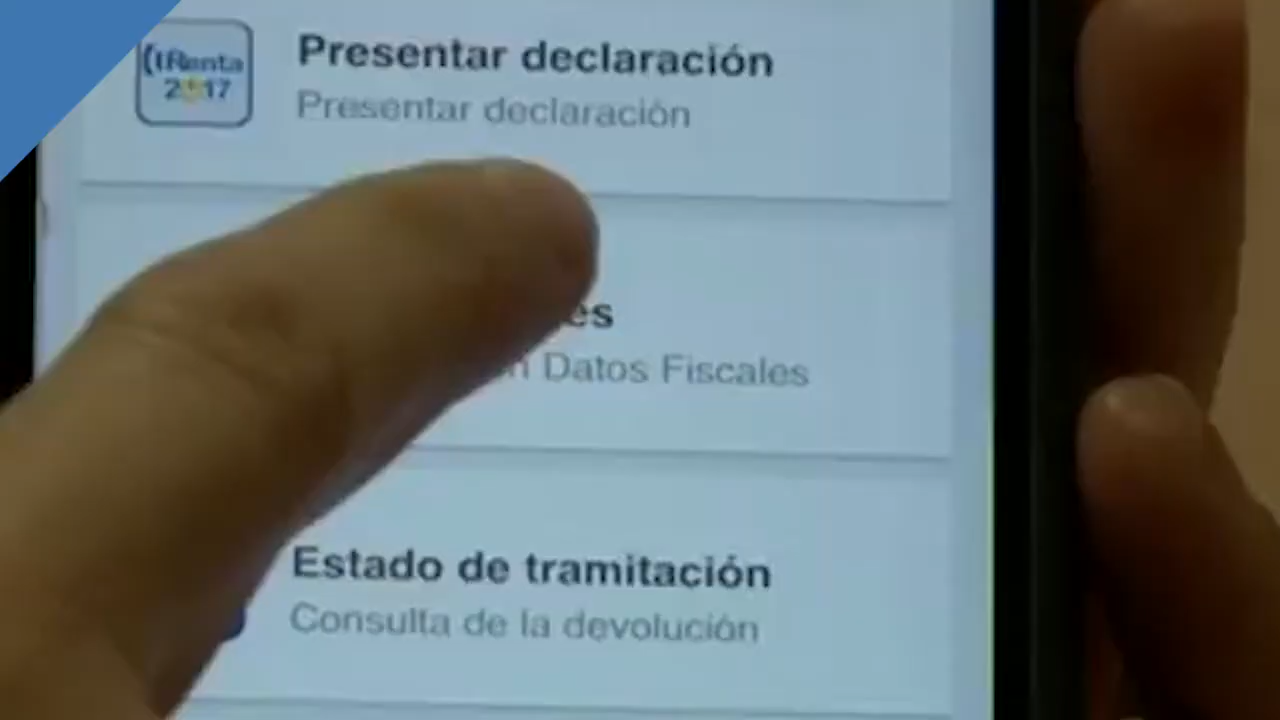 Renta
2017
Presentar declaración
Presentar declaración
es
n Datos Fiscales
Estado de tramitación
Consulta de la devolución